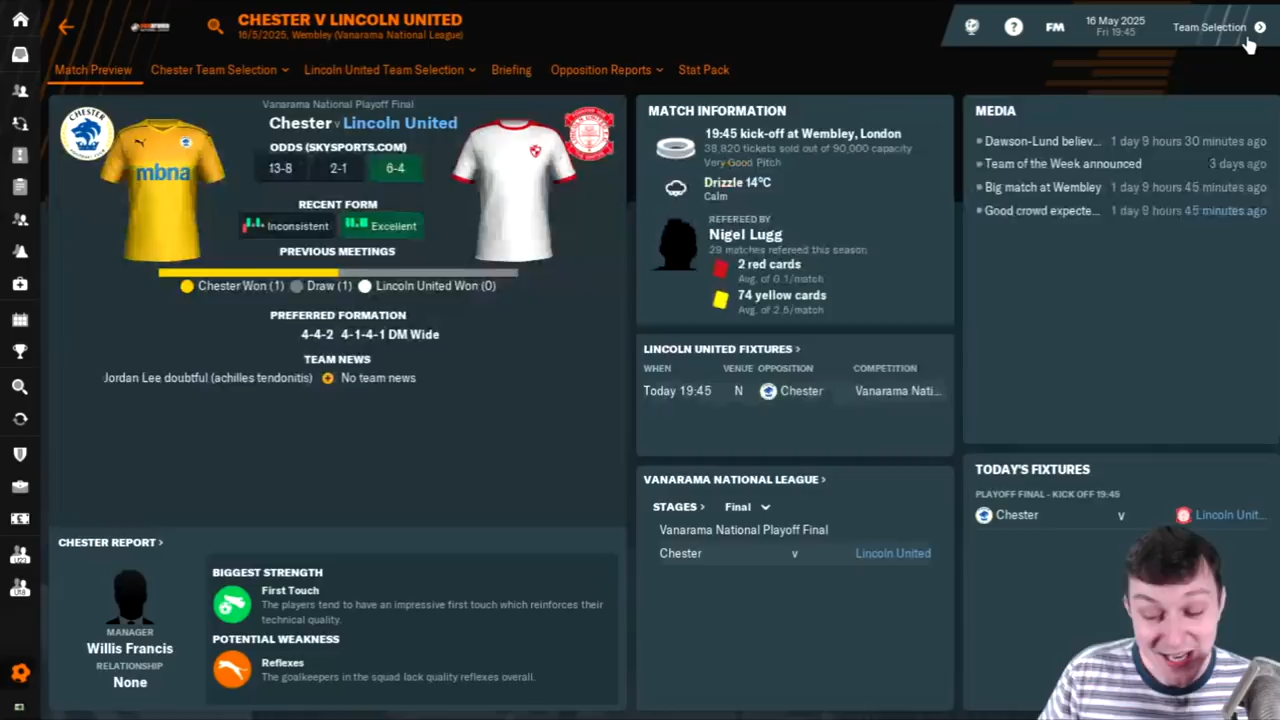 CHESTER V LINCOLN UNITED
16/5/2025, Wembley (Vanarama National League)
FM
16 May 2025
Fri 19:45
Team Selection
Match Preview
Chester Team Selection
Lincoln United Team Selection
Briefing
Opposition Reports
Stat Pack
CHESTER
mbna
Vanarama National Playoff Final
Chester v Lincoln United
ODDS (SKYSPORTS.COM)
13-8 2-1 6-4
RECENT FORM
Inconsistent Excellent
PREVIOUS MEETINGS
Chester Won (1) Draw (1) Lincoln United Won (0)
PREFERRED FORMATION
4-4-2 4-1-4-1 DM Wide
TEAM NEWS
Jordan Lee doubtful (achilles tendonitis) No team news
CHESTER REPORT >
MANAGER
Willis Francis
RELATIONSHIP
None
BIGGEST STRENGTH
First Touch
The players tend to have an impressive first touch which reinforces their
technical quality.
POTENTIAL WEAKNESS
Reflexes
The goalkeepers in the squad lack quality reflexes overall.
MATCH INFORMATION
19:45 kick-off at Wembley, London
38,820 tickets sold out of 90,000 capacity
Very Good Pitch
Drizzle 14°C
Calm
REFEREED BY
Nigel Lugg
29 matches refereed this season
2 red cards
Avg. of 0.1/match
74 yellow cards
Avg. of 2.5/match
LINCOLN UNITED FIXTURES >
WHEN VENUE OPPOSITION COMPETITION
Today 19:45 N Chester Vanarama Nati...
VANARAMA NATIONAL LEAGUE >
STAGES > Final
Vanarama National Playoff Final
Chester v Lincoln United
MEDIA
Dawson-Lund believ... 1 day 9 hours 30 minutes ago
Team of the Week announced 3 days ago
Big match at Wembley 1 day 9 hours 45 minutes ago
Good crowd expecte... 1 day 9 hours 45 minutes ago
TODAY'S FIXTURES
PLAYOFF FINAL - KICK OFF 19:45
Chester v Lincoln Unit...
U23
U18